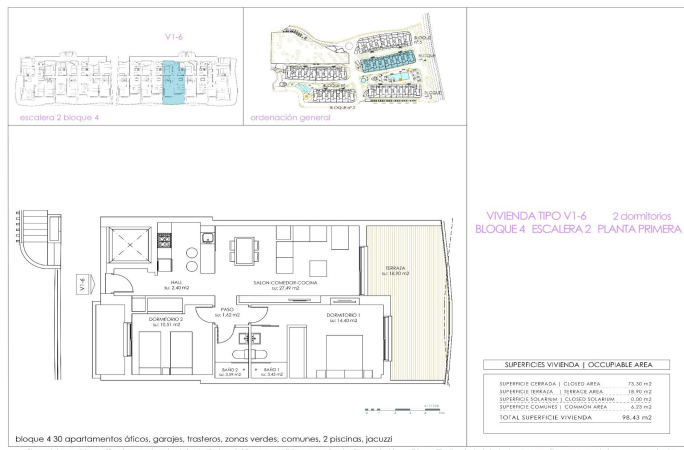 V1-6
escalera 2 bloque 4
ordenación general
BLOQUE
BLOQUE
BLOQUE
VIVIENDA TIPO V1-6 2 dormitorios
BLOQUE 4 ESCALERA 2 PLANTA PRIMERA
V1-6
HALL
su: 2.40 m2
SALON-COMEDOR-COCINA
su: 27.49 m2
TERRAZA
su: 18.90 m2
DORMITORIO 2
su: 10.51 m2
PASO
su: 1.62 m2
DORMITORIO 1
su: 14.40 m2
BAÑO 2
BAÑO 1
SUPERFICIES VIVIENDA | OCCUPIABLE AREA
SUPERFICIE CERRADA | CLOSED AREA 73.30 m2
SUPERFICIE TERRAZA | TERRACE AREA 18.90 m2
SUPERFICIE SOLARIUM | CLOSED SOLARIUM 0.00 m2
SUPERFICIE COMUNES | COMMON AREA 6.23 m2
TOTAL SUPERFICIE VIVIENDA 98,43 m2
bloque 4 30 apartamentos áticos, garajes, trasteros, zonas verdes, comunes, 2 piscinas, jacuzzi